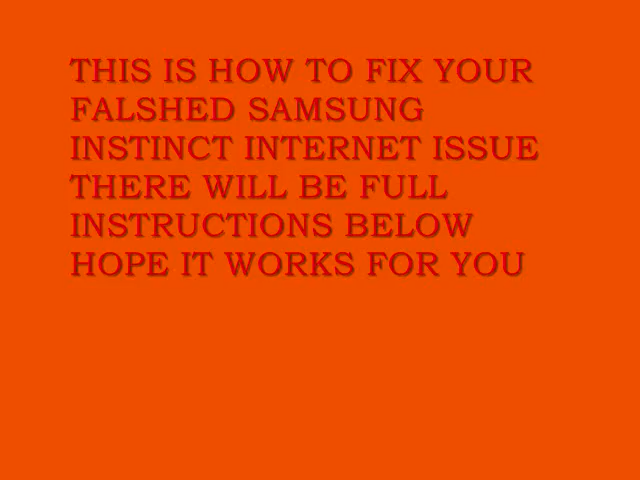 THIS IS HOW TO FIX YOUR
FALSHED SAMSUNG
INSTINCT INTERNET ISSUE
THERE WILL BE FULL
INSTRUCTIONS BELOW
HOPE IT WORKS FOR YOU